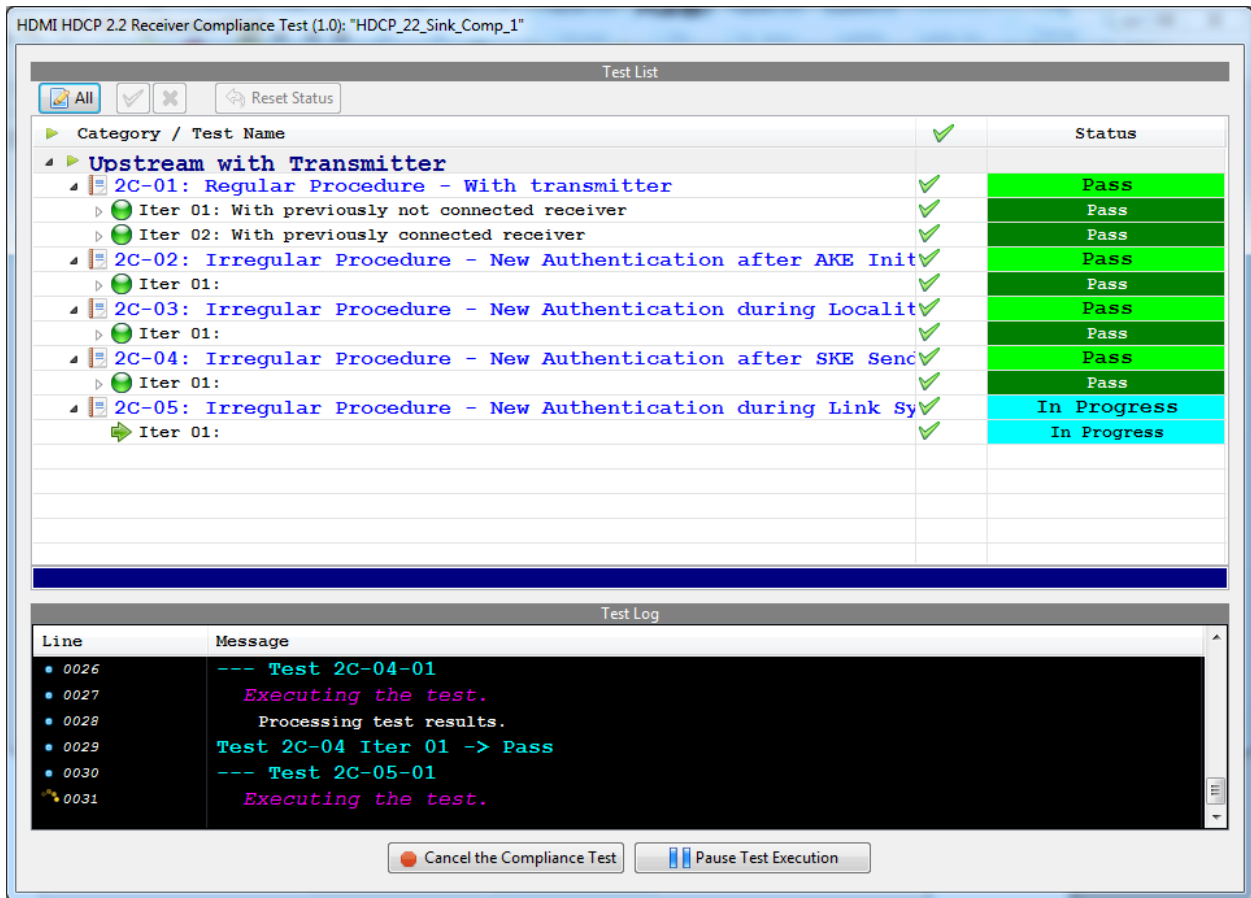 HDMI HDCP 2.2 Receiver Compliance Test (1.0): "HDCP_22_Sink_Comp_1"
Test List
All Reset Status
Category / Test Name Status
Upstream with Transmitter
2C-01: Regular Procedure - With transmitter Pass
Iter 01: With previously not connected receiver Pass
Iter 02: With previously connected receiver Pass
2C-02: Irregular Procedure - New Authentication after AKE Init Pass
Iter 01: Pass
2C-03: Irregular Procedure - New Authentication during Localit Pass
Iter 01: Pass
2C-04: Irregular Procedure - New Authentication after SKE Send Pass
Iter 01: Pass
2C-05: Irregular Procedure - New Authentication during Link Sy In Progress
Iter 01: In Progress
Test Log
Line Message
0026 --- Test 2C-04-01
0027 Executing the test.
0028 Processing test results.
0029 Test 2C-04 Iter 01 -> Pass
0030 --- Test 2C-05-01
0031 Executing the test.
Cancel the Compliance Test Pause Test Execution